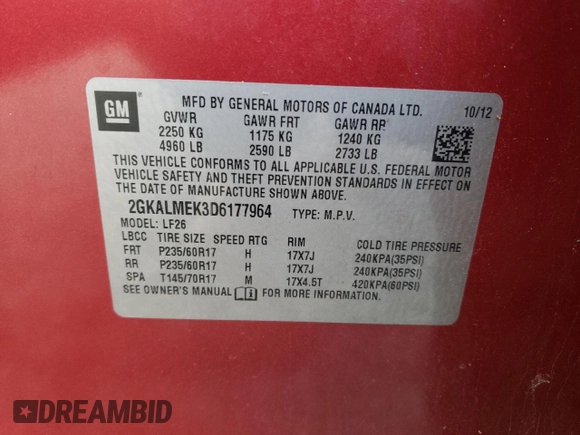 GM
MFD BY GENERAL MOTORS OF CANADA LTD.
10/12
GVWR GAWR FRT GAWR RR
2250 KG 1175 KG 1240 KG
4960 LB 2590 LB 2733 LB
THIS VEHICLE CONFORMS TO ALL APPLICABLE U.S. FEDERAL MOTOR
VEHICLE SAFETY AND THEFT PREVENTION STANDARDS IN EFFECT ON
THE DATE OF MANUFACTURE SHOWN ABOVE.
2GKALMEK3D6177964 TYPE: M.P.V.
MODEL: LF26
LBCC TIRE SIZE SPEED RTG RIM COLD TIRE PRESSURE
FRT P235/60R17 H 17X7J 240KPA(35PSI)
RR P235/60R17 H 17X7J 240KPA(35PSI)
SPA T145/70R17 M 17X4.5T 420KPA(60PSI)
SEE OWNER'S MANUAL FOR MORE INFORMATION
DREAMBID